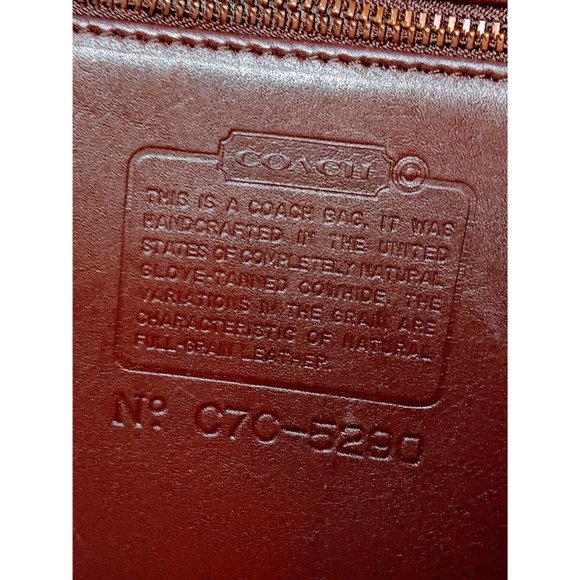 COACH ©
THIS IS A COACH BAG. IT WAS
HANDCRAFTED IN THE UNITED
STATES OF COMPLETELY NATURAL
GLOVE-TANNED COWHIDE. THE
VARIATIONS IN THE GRAIN ARE
CHARACTERISTIC OF NATURAL
FULL-GRAIN LEATHER.
Nº C7C-5290